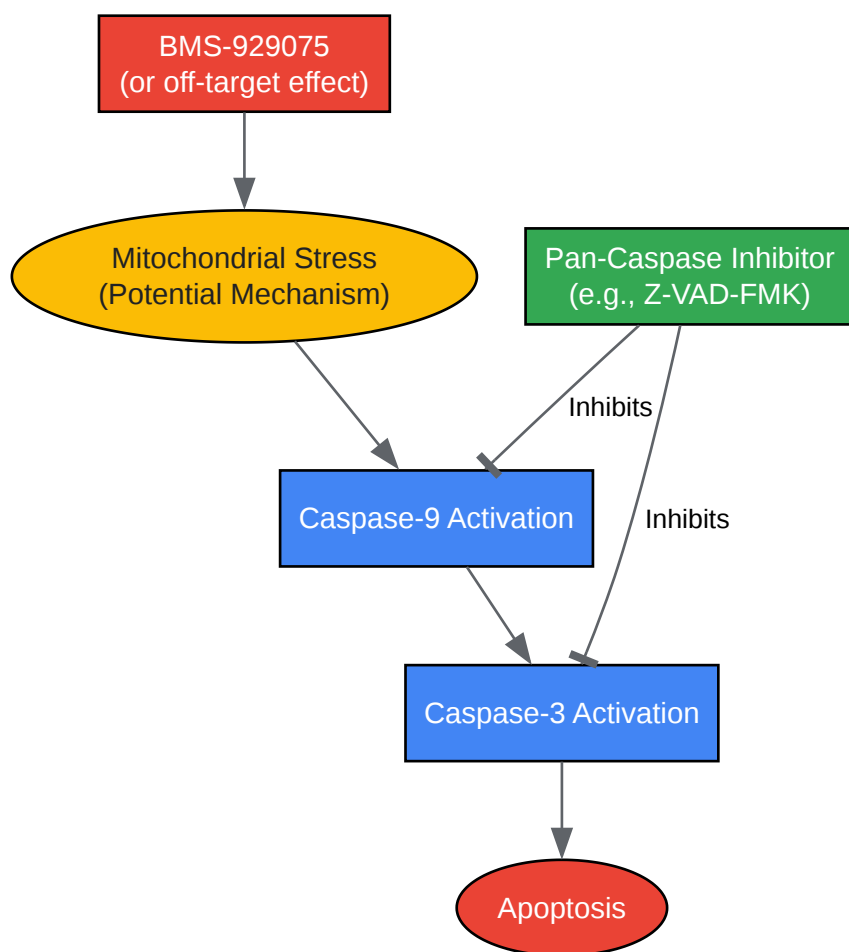 BMS-929075
(or off-target effect)
Mitochondrial Stress
(Potential Mechanism)
Pan-Caspase Inhibitor
(e.g., Z-VAD-FMK)
Inhibits
Caspase-9 Activation
Inhibits
Caspase-3 Activation
Apoptosis